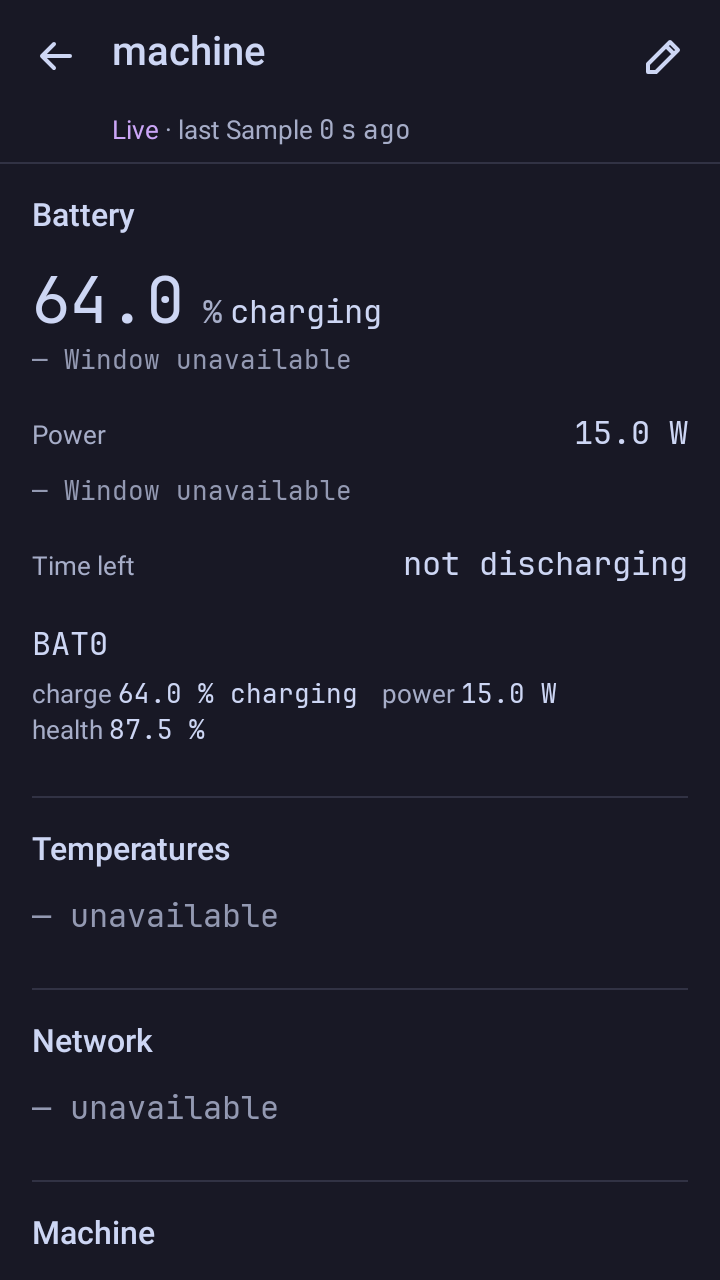 machine
Live · last Sample 0 s ago
Battery
64.0 % charging
— Window unavailable
Power 15.0 W
— Window unavailable
Time left not discharging
BAT0
charge 64.0 % charging power 15.0 W
health 87.5 %
Temperatures
— unavailable
Network
— unavailable
Machine